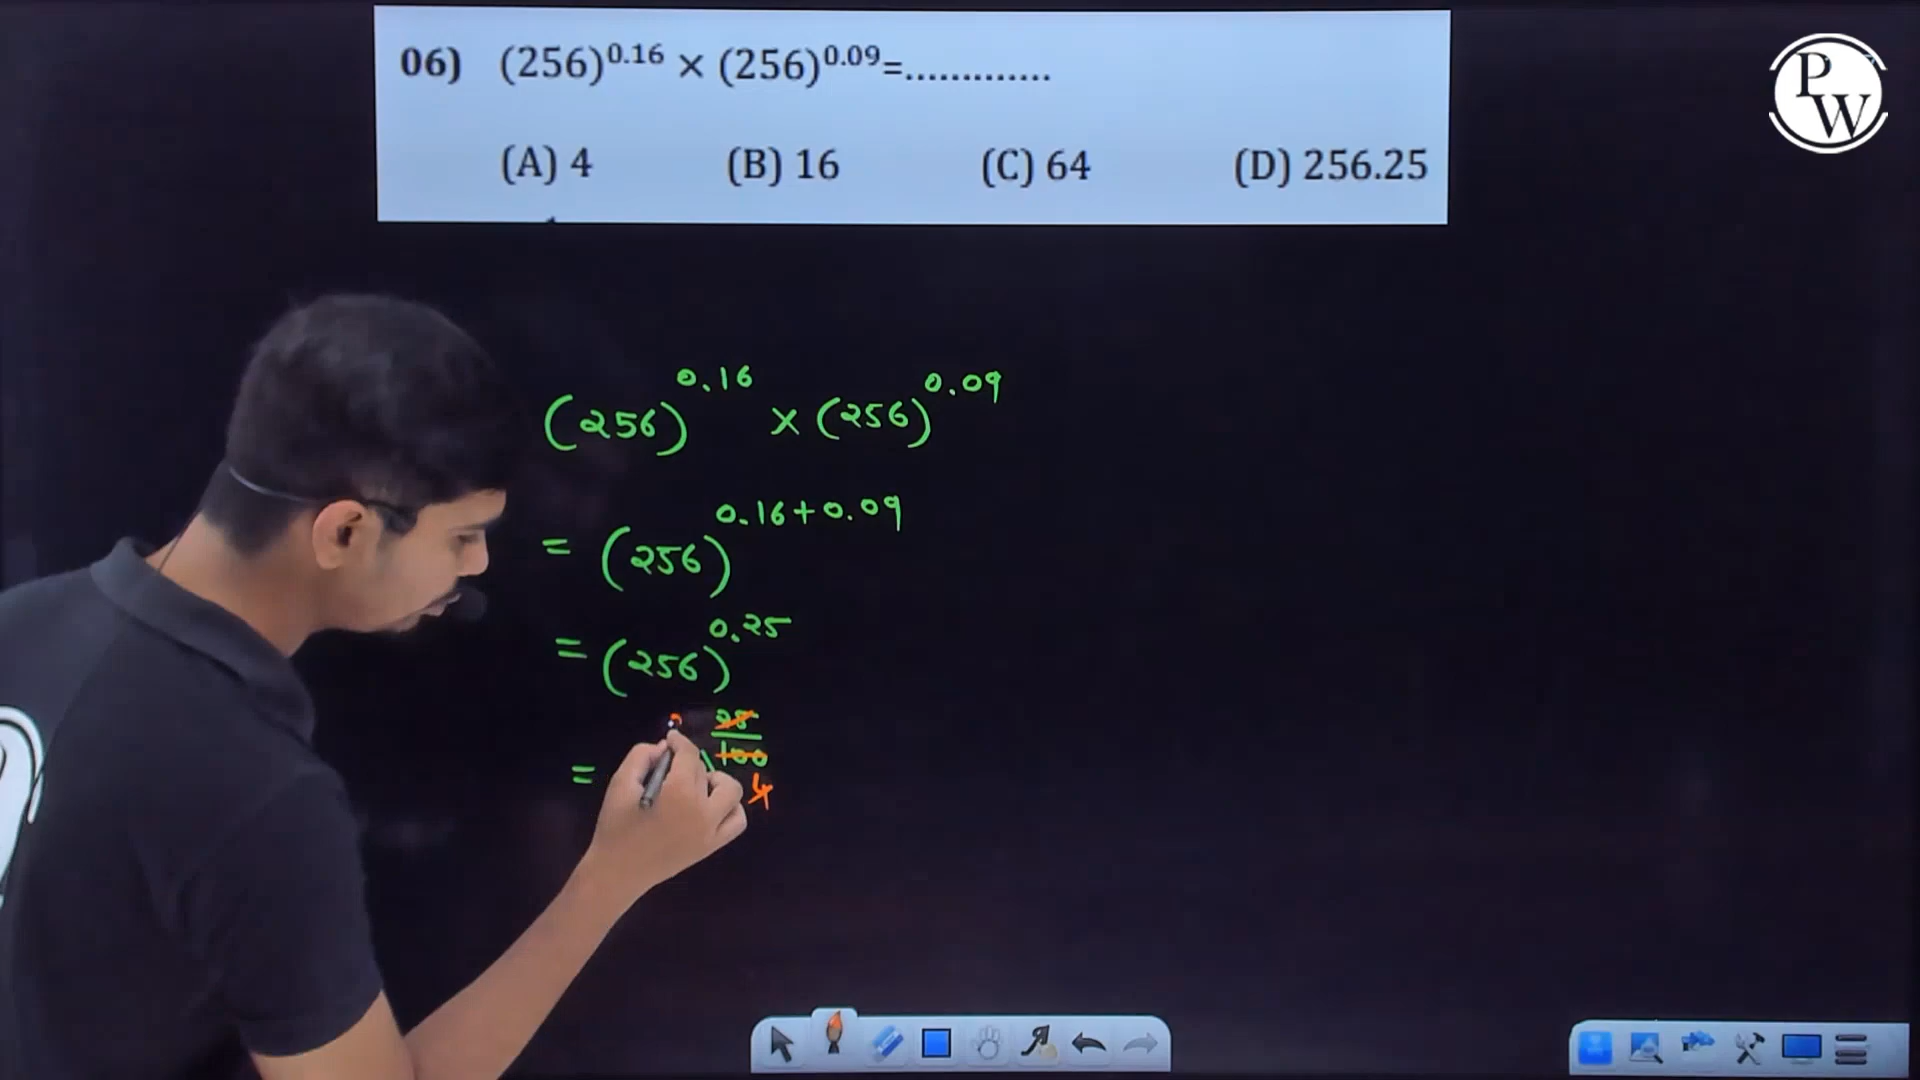 06) (256)^0.16 × (256)^0.09=.............
(A) 4 (B) 16 (C) 64 (D) 256.25
PW
(256)^0.16 × (256)^0.09
= (256)^0.16+0.09
= (256)^0.25
= 25/100
4